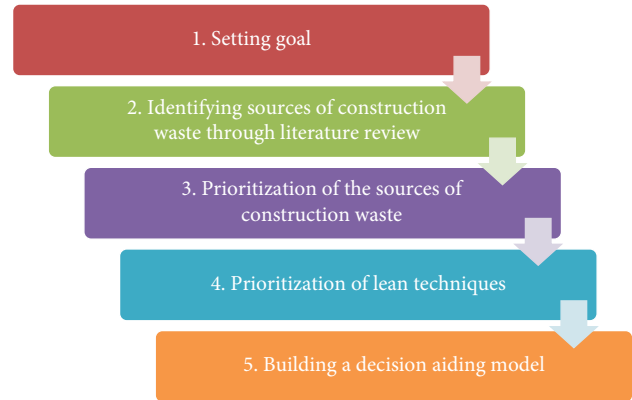 1. Setting goal
2. Identifying sources of construction
waste through literature review
3. Prioritization of the sources of
construction waste
4. Prioritization of lean techniques
5. Building a decision aiding model